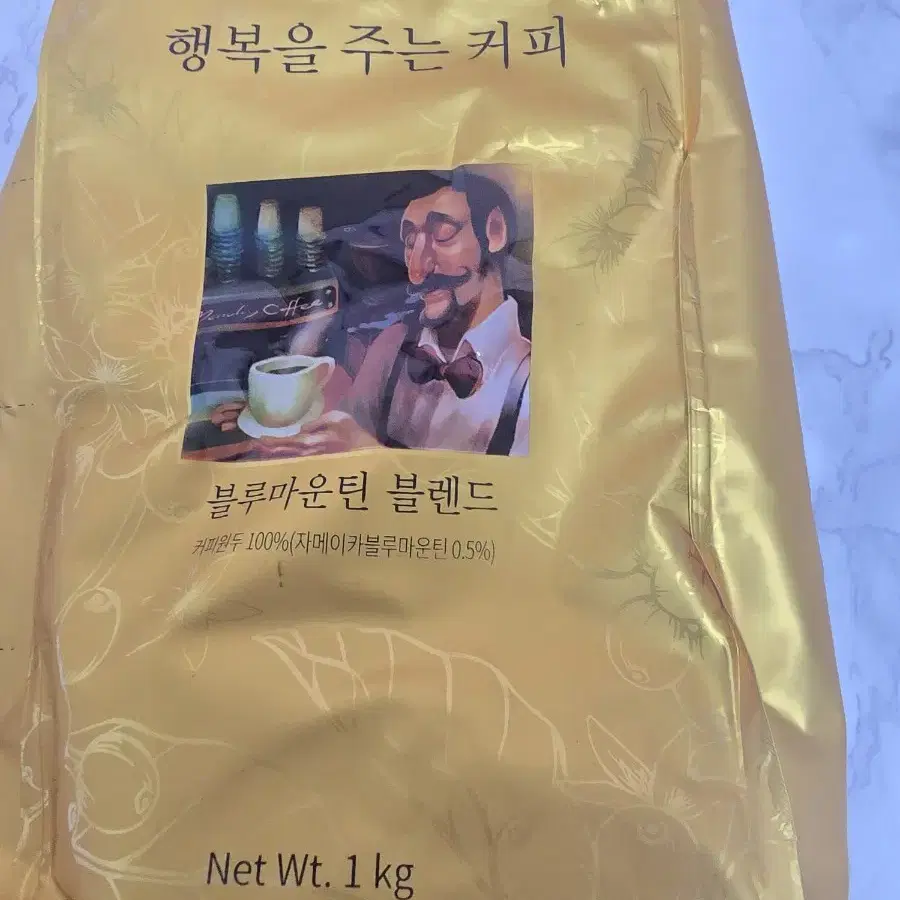 행복을 주는 커피
Coffee
블루마운틴 블렌드
커피원두 100%(자메이카블루마운틴 0.5%)
Net Wt. 1 kg